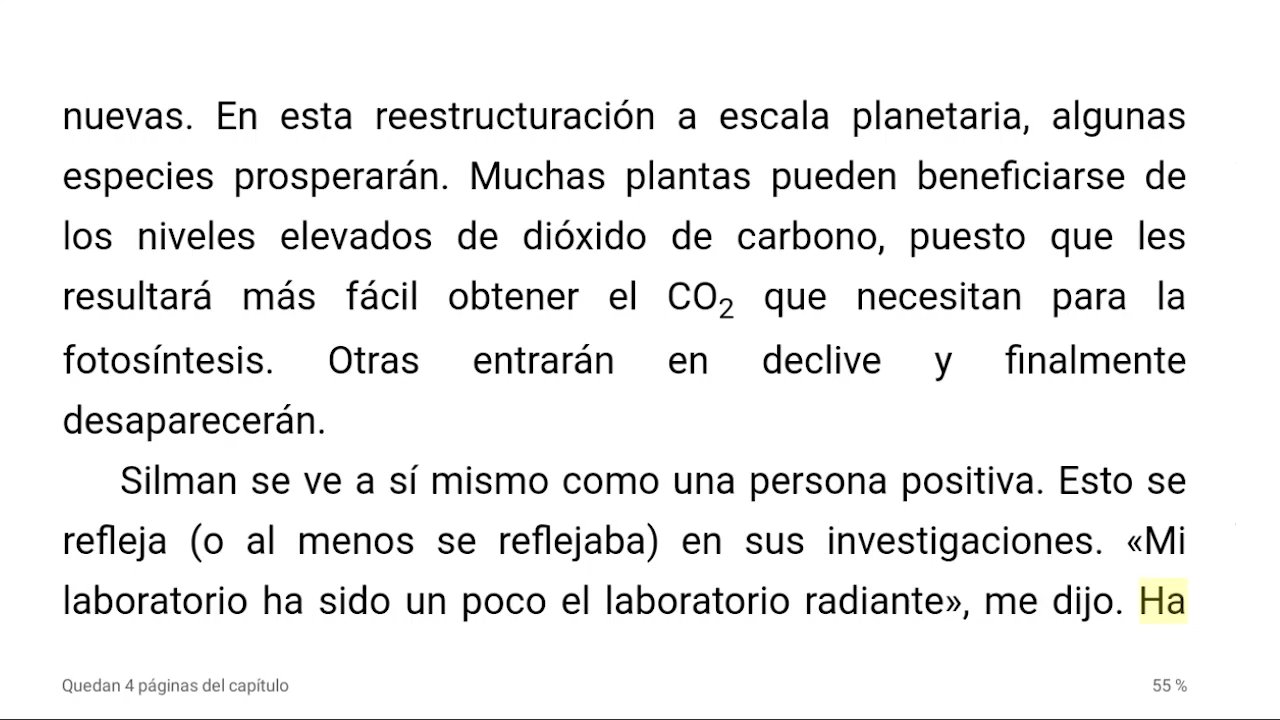 nuevas. En esta reestructuración a escala planetaria, algunas
especies prosperarán. Muchas plantas pueden beneficiarse de
los niveles elevados de dióxido de carbono, puesto que les
resultará más fácil obtener el CO₂ que necesitan para la
fotosíntesis. Otras entrarán en declive y finalmente
desaparecerán.
Silman se ve a sí mismo como una persona positiva. Esto se
refleja (o al menos se reflejaba) en sus investigaciones. «Mi
laboratorio ha sido un poco el laboratorio radiante», me dijo. Ha
Quedan 4 páginas del capítulo 55 %